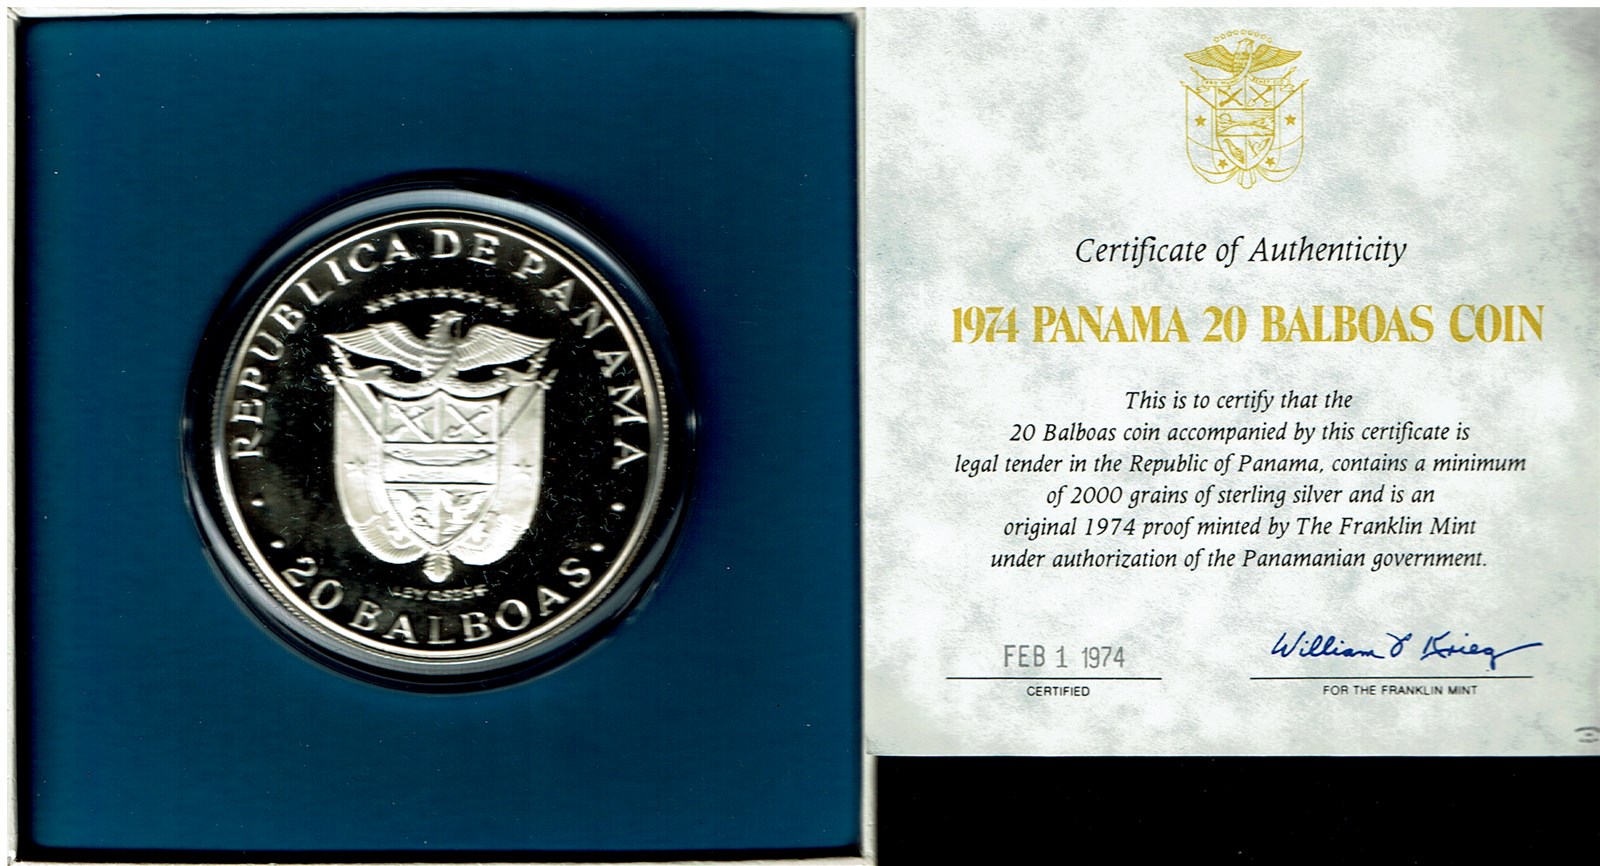 REPUBLICA DE PANAMA
20 BALBOAS
Certificate of Authenticity
1974 PANAMA 20 BALBOAS COIN
This is to certify that the
20 Balboas coin accompanied by this certificate is
legal tender in the Republic of Panama, contains a minimum
of 2000 grains of sterling silver and is an
original 1974 proof minted by The Franklin Mint
under authorization of the Panamanian government.
FEB 1 1974
CERTIFIED
William F Krieg
FOR THE FRANKLIN MINT